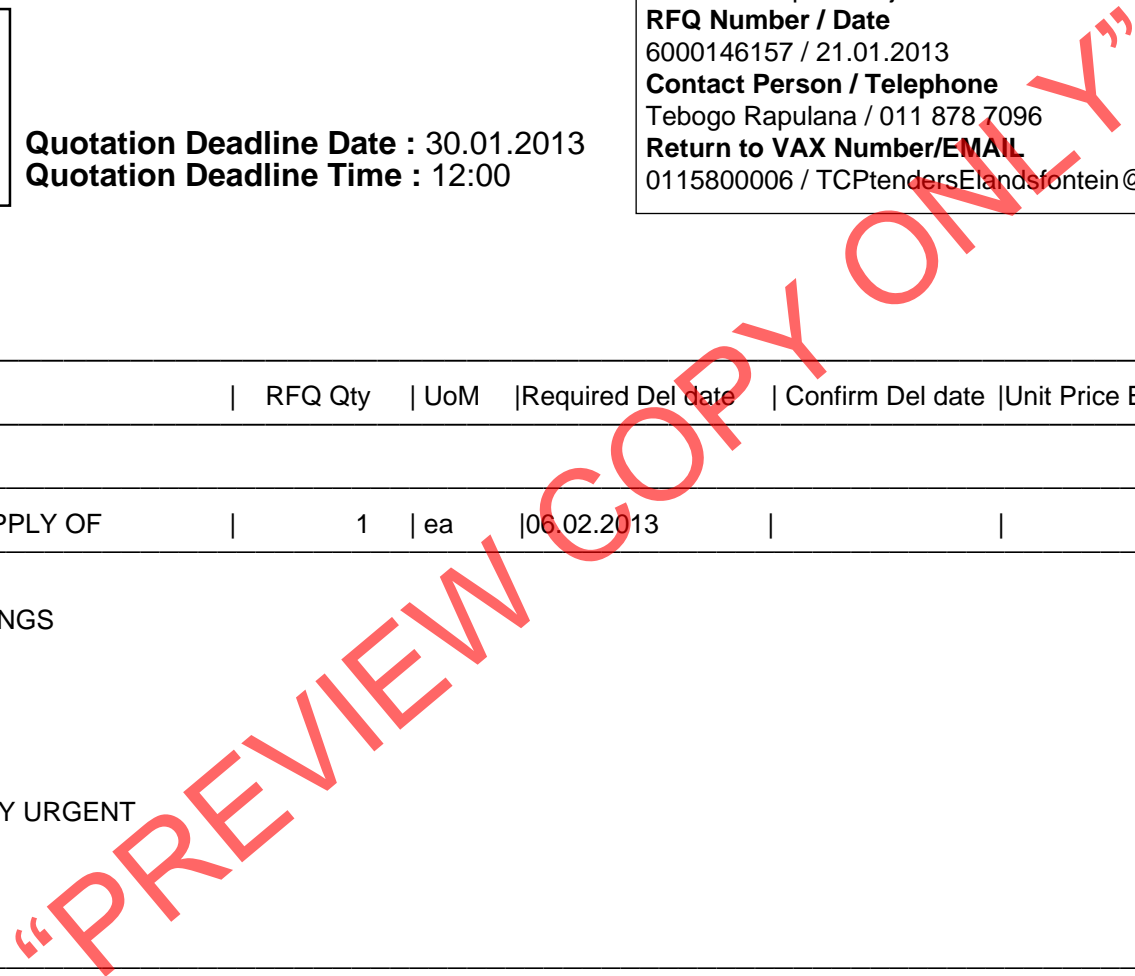 RFQ Number / Date
6000146157 / 21.01.2013
Contact Person / Telephone
Tebogo Rapulana / 011 878 7096
Return to VAX Number/EMAIL
0115800006 / TCPtendersElandsfontein@
Quotation Deadline Date : 30.01.2013
Quotation Deadline Time : 12:00
| RFQ Qty | UoM |Required Del date | Confirm Del date |Unit Price
PPLY OF | 1 | ea |06.02.2013 | |
NGS
Y URGENT
“PREVIEW COPY ONLY”